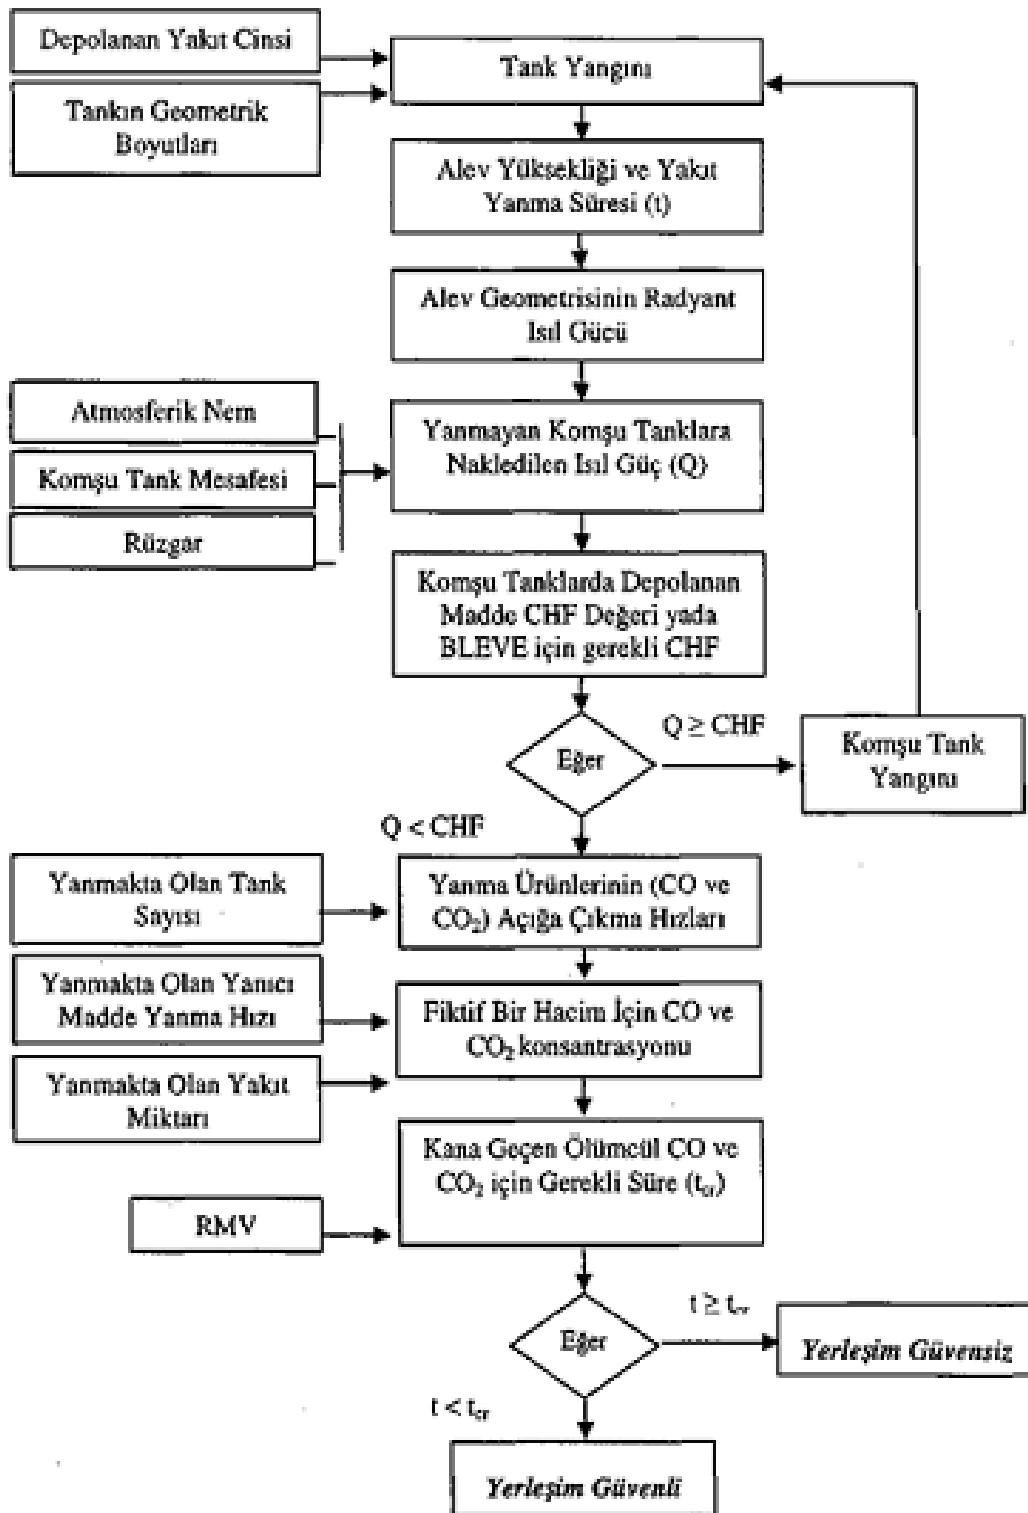 Depolanan Yakıt Cinsi
Tank Yangını
Tankın Geometrik
Boyutları
Alev Yüksekliği ve Yakıt
Yanma Süresi (t)
Alev Geometrisinin Radyant
Isıl Gücü
Atmosferik Nem
Komşu Tank Mesafesi
Rüzgar
Yanmayan Komşu Tanklara
Nakledilen Isıl Güç (Q)
Komşu Tanklarda Depolanan
Madde CHF Değeri yada
BLEVE için gerekli CHF
Eğer
Q ≥ CHF
Komşu Tank
Yangını
Q < CHF
Yanmakta Olan Tank
Sayısı
Yanma Ürünlerinin (CO ve
CO₂) Açığa Çıkma Hızları
Yanmakta Olan Yanıcı
Madde Yanma Hızı
Fiktif Bir Hacim İçin CO ve
CO₂ konsantrasyonu
Yanmakta Olan Yakıt
Miktarı
Kana Geçen Ölümcül CO ve
CO₂ için Gerekli Süre (t_cr)
RMV
Eğer
t ≥ t_cr
Yerleşim Güvensiz
t < t_cr
Yerleşim Güvenli